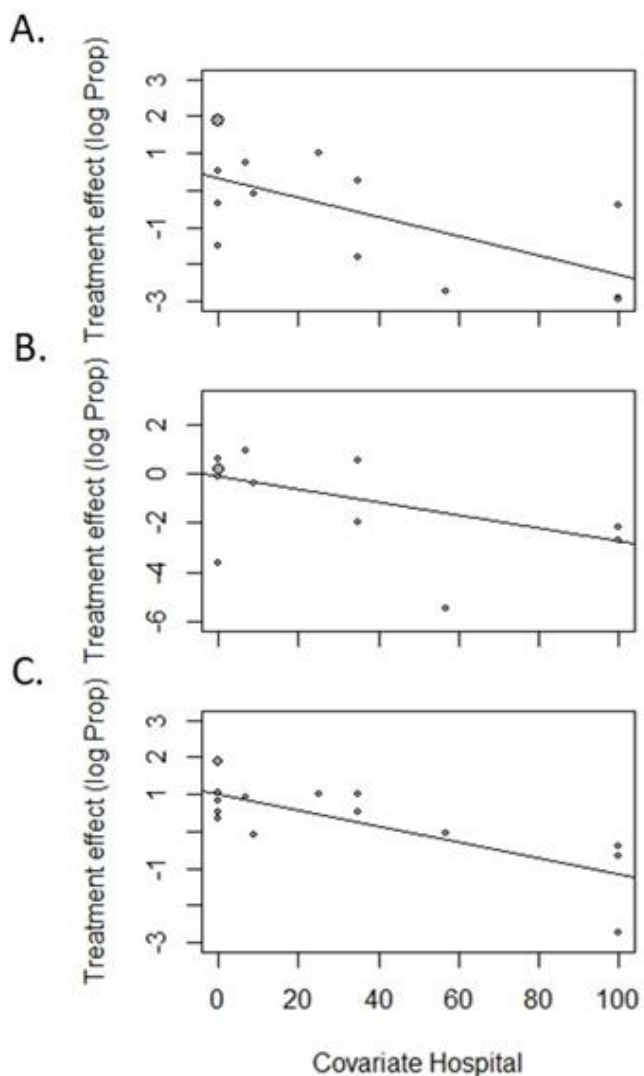 A.
Treatment effect (log Prop)
3
2
1
-1
-3
B.
Treatment effect (log Prop)
2
0
-2
-4
-6
C.
Treatment effect (log Prop)
3
2
1
-1
-3
0 20 40 60 80 100
Covariate Hospital